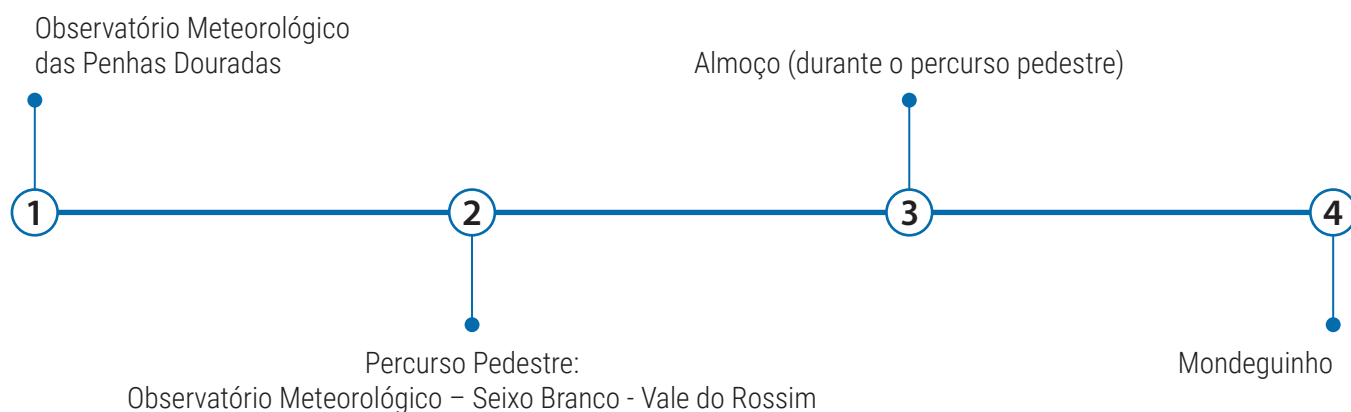 Observatório Meteorológico
das Penhas Douradas
Almoço (durante o percurso pedestre)
1
2
3
4
Percurso Pedestre:
Observatório Meteorológico – Seixo Branco - Vale do Rossim
Mondeguinho